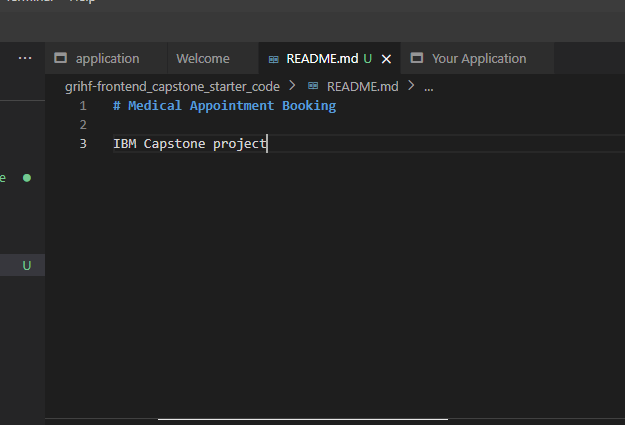 Terminal Help
... application Welcome README.md U × Your Application
grihf-frontend_capstone_starter_code > README.md > ...
1 # Medical Appointment Booking
2
3 IBM Capstone project
e
U